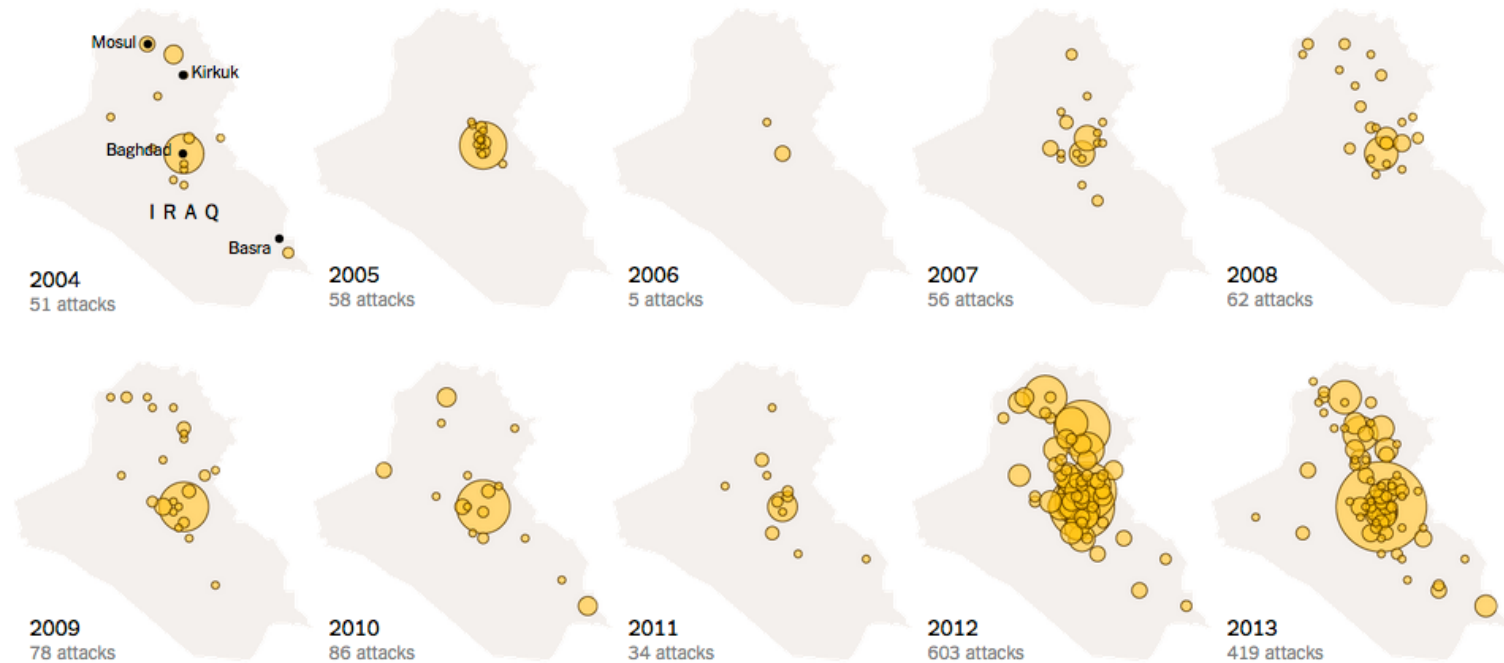 Mosul
Kirkuk
Baghdad
IRAQ
Basra
2004
51 attacks
2005
58 attacks
2006
5 attacks
2007
56 attacks
2008
62 attacks
2009
78 attacks
2010
86 attacks
2011
34 attacks
2012
603 attacks
2013
419 attacks